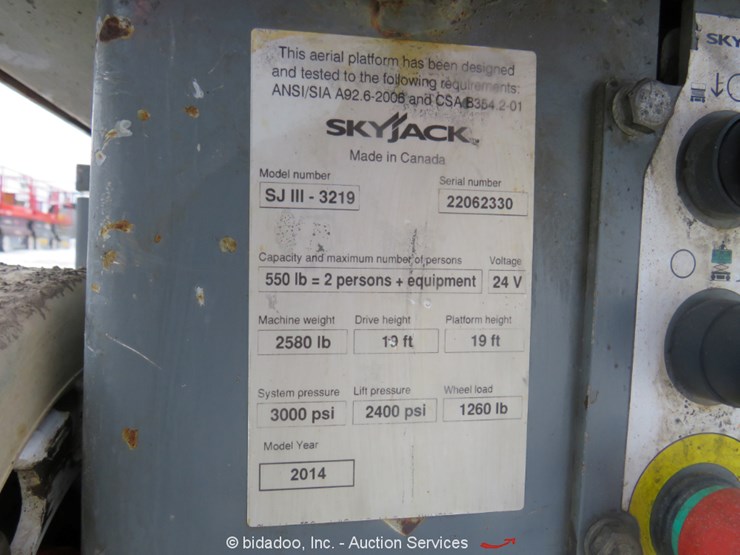 This aerial platform has been designed
and tested to the following requirements:
ANSI/SIA A92.6-2006 and CSA B354.2-01
SKYJACK
Made in Canada
Model number
Serial number
SJ III - 3219
22062330
Capacity and maximum number of persons
Voltage
550 lb = 2 persons + equipment
24 V
Machine weight
Drive height
Platform height
2580 lb
19 ft
19 ft
System pressure
Lift pressure
Wheel load
3000 psi
2400 psi
1260 lb
Model Year
2014
SKY
© bidadoo, Inc. - Auction Services